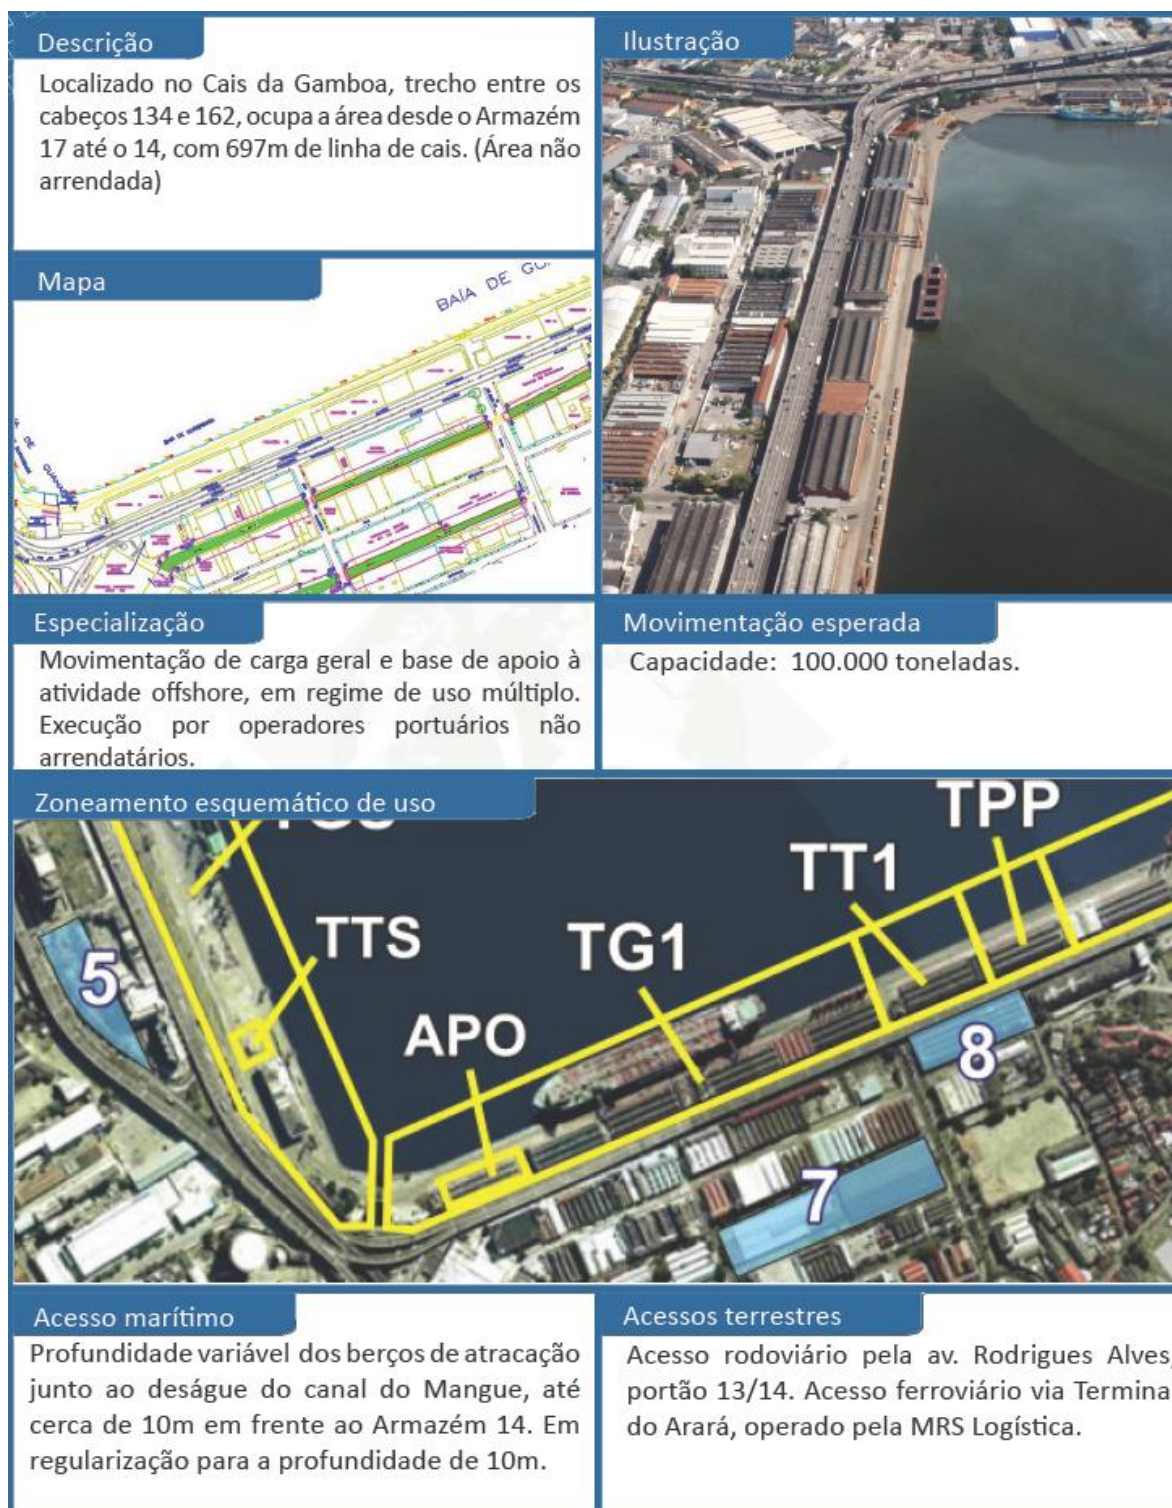 Descrição
Localizado no Cais da Gamboa, trecho entre os
cabeços 134 e 162, ocupa a área desde o Armazém
17 até o 14, com 697m de linha de cais. (Área não
arrendada)
Ilustração
Mapa
BAÍA DE
Especialização
Movimentação de carga geral e base de apoio à
atividade offshore, em regime de uso múltiplo.
Execução por operadores portuários não
arrendatários.
Movimentação esperada
Capacidade: 100.000 toneladas.
Zoneamento esquemático de uso
TPP
TT1
TTS
TG1
5
APO
8
7
Acesso marítimo
Profundidade variável dos berços de atracação
junto ao deságue do canal do Mangue, até
cerca de 10m em frente ao Armazém 14. Em
regularização para a profundidade de 10m.
Acessos terrestres
Acesso rodoviário pela av. Rodrigues Alves,
portão 13/14. Acesso ferroviário via Termina
do Arará, operado pela MRS Logística.